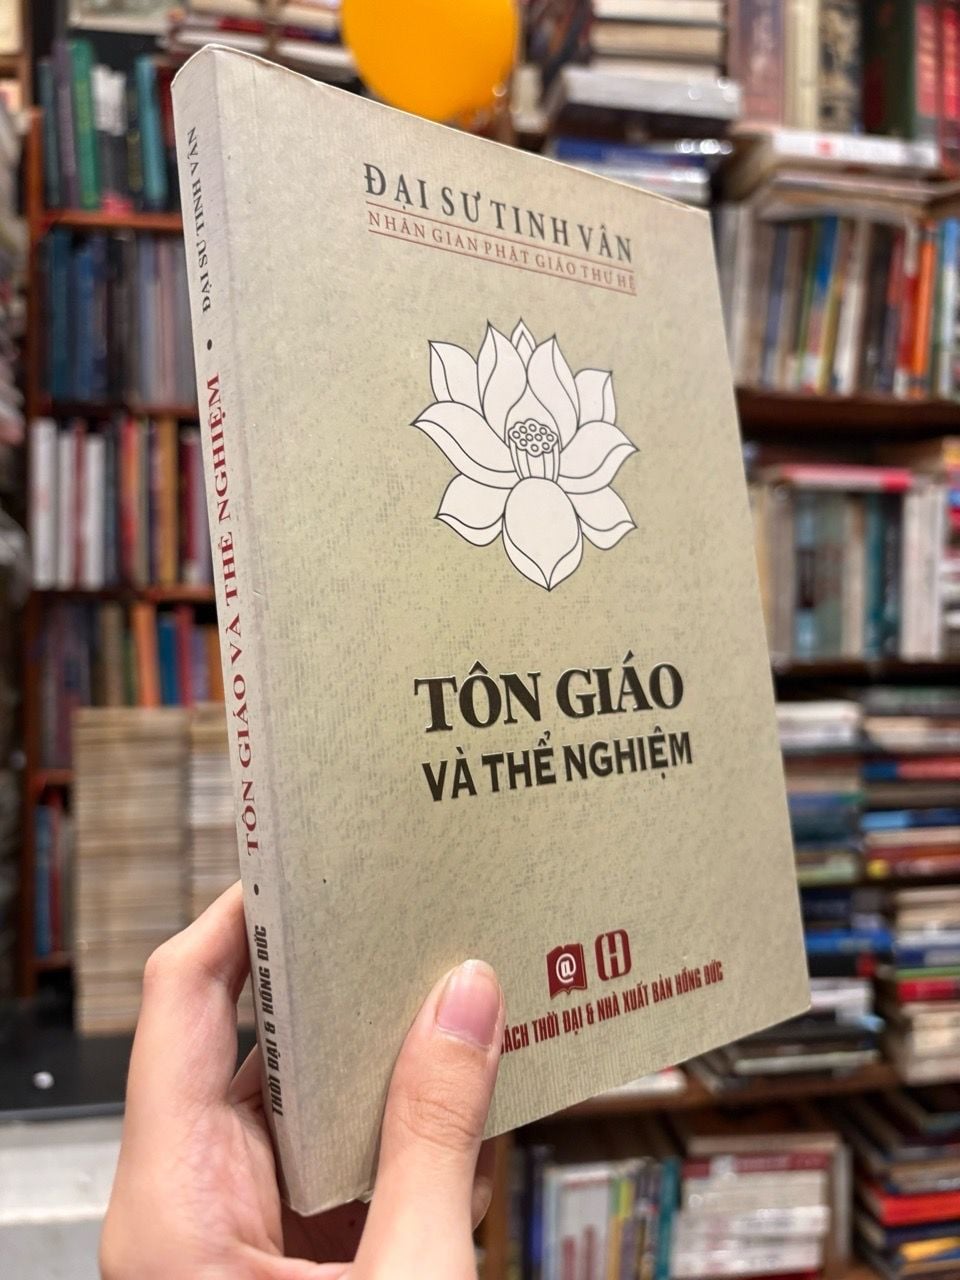 ĐẠI SƯ TINH VÂN
NHÂN GIAN PHẬT GIÁO THƯ HỆ
TÔN GIÁO
VÀ THỂ NGHIỆM
@ H
SÁCH THỜI ĐẠI & NHÀ XUẤT BẢN HỒNG ĐỨC
ĐẠI SƯ TINH VÂN • TÔN GIÁO VÀ THỂ NGHIỆM • THỜI ĐẠI & HỒNG ĐỨC